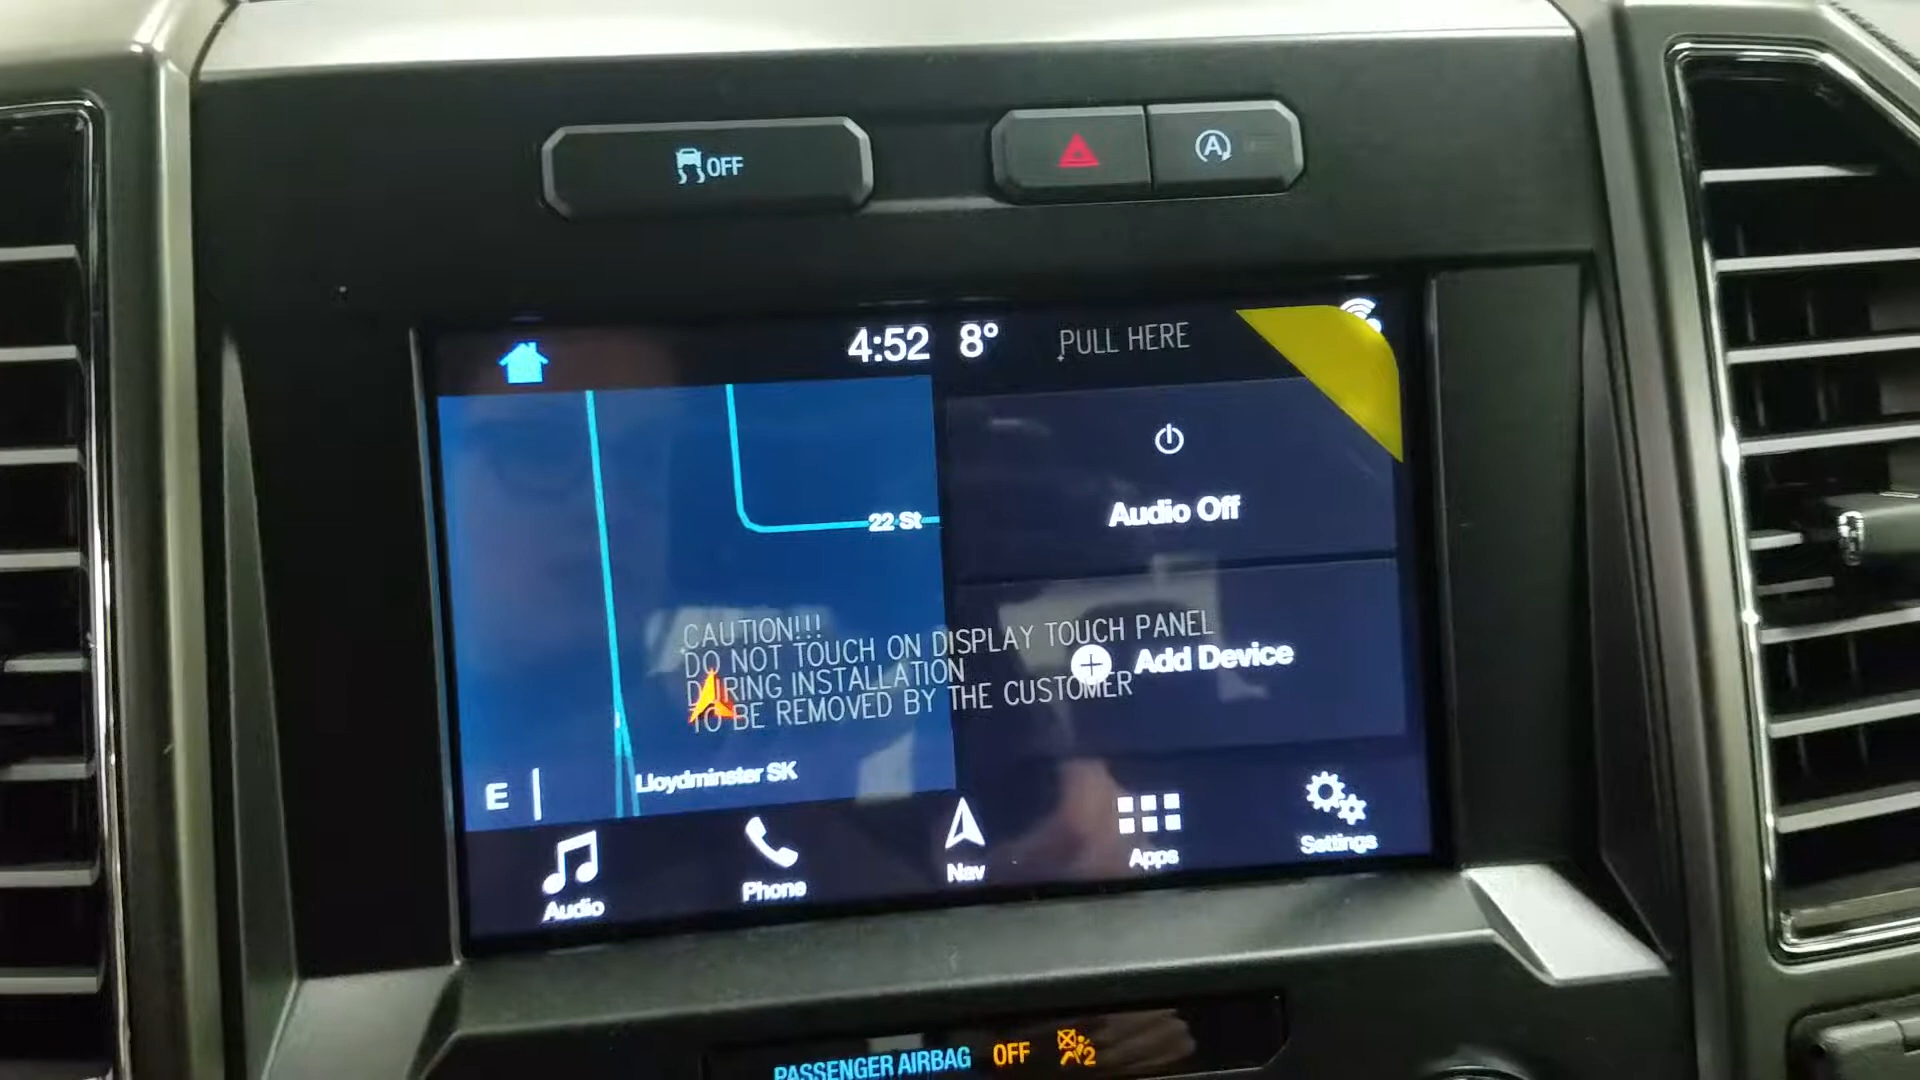 OFF
A
4:52 8°
PULL HERE
22 St
Audio Off
CAUTION!!!
DO NOT TOUCH ON DISPLAY TOUCH PANEL
DURING INSTALLATION
TO BE REMOVED BY THE CUSTOMER
Add Device
Lloydminster SK
E
Audio
Phone
Nav
Apps
Settings
PASSENGER AIRBAG OFF 2